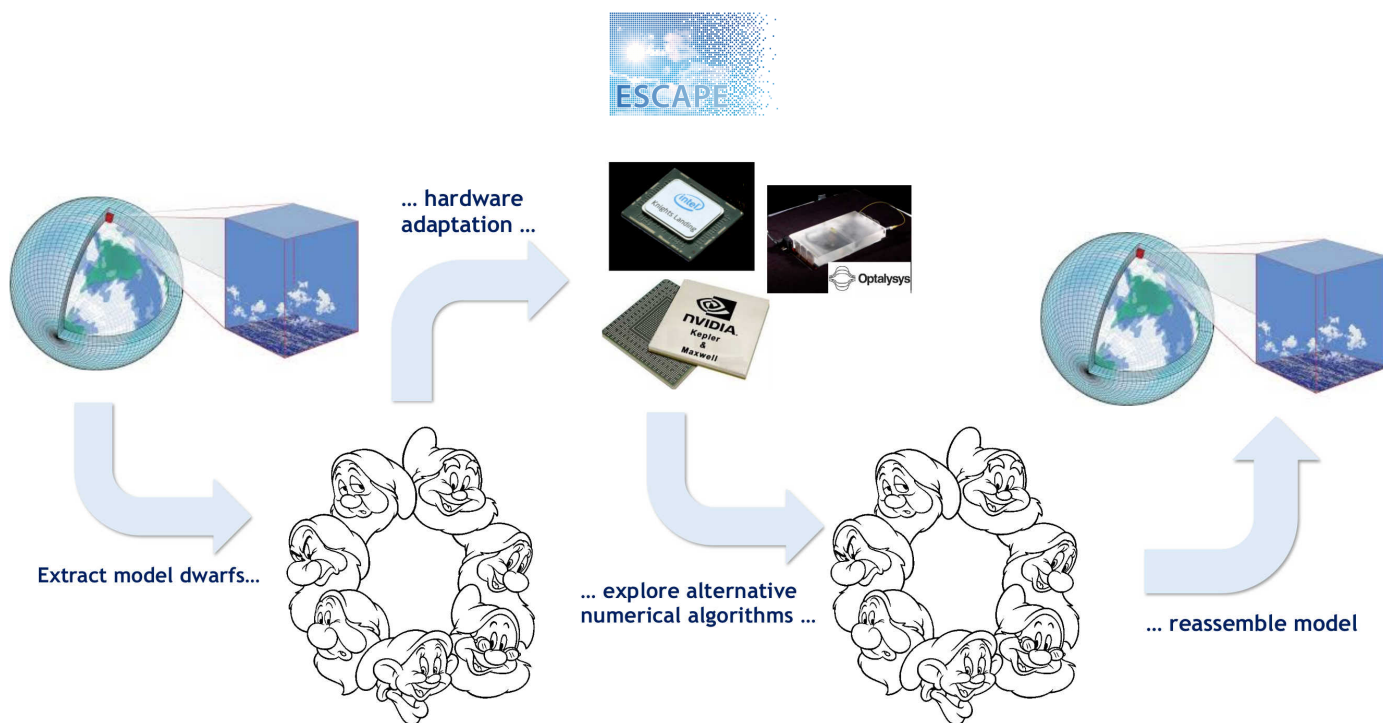 ESCAPE
... hardware
adaptation ...
intel
Knights Landing
Optalysys
NVIDIA.
Kepler
&
Maxwell
Extract model dwarfs...
... explore alternative
numerical algorithms ...
... reassemble model